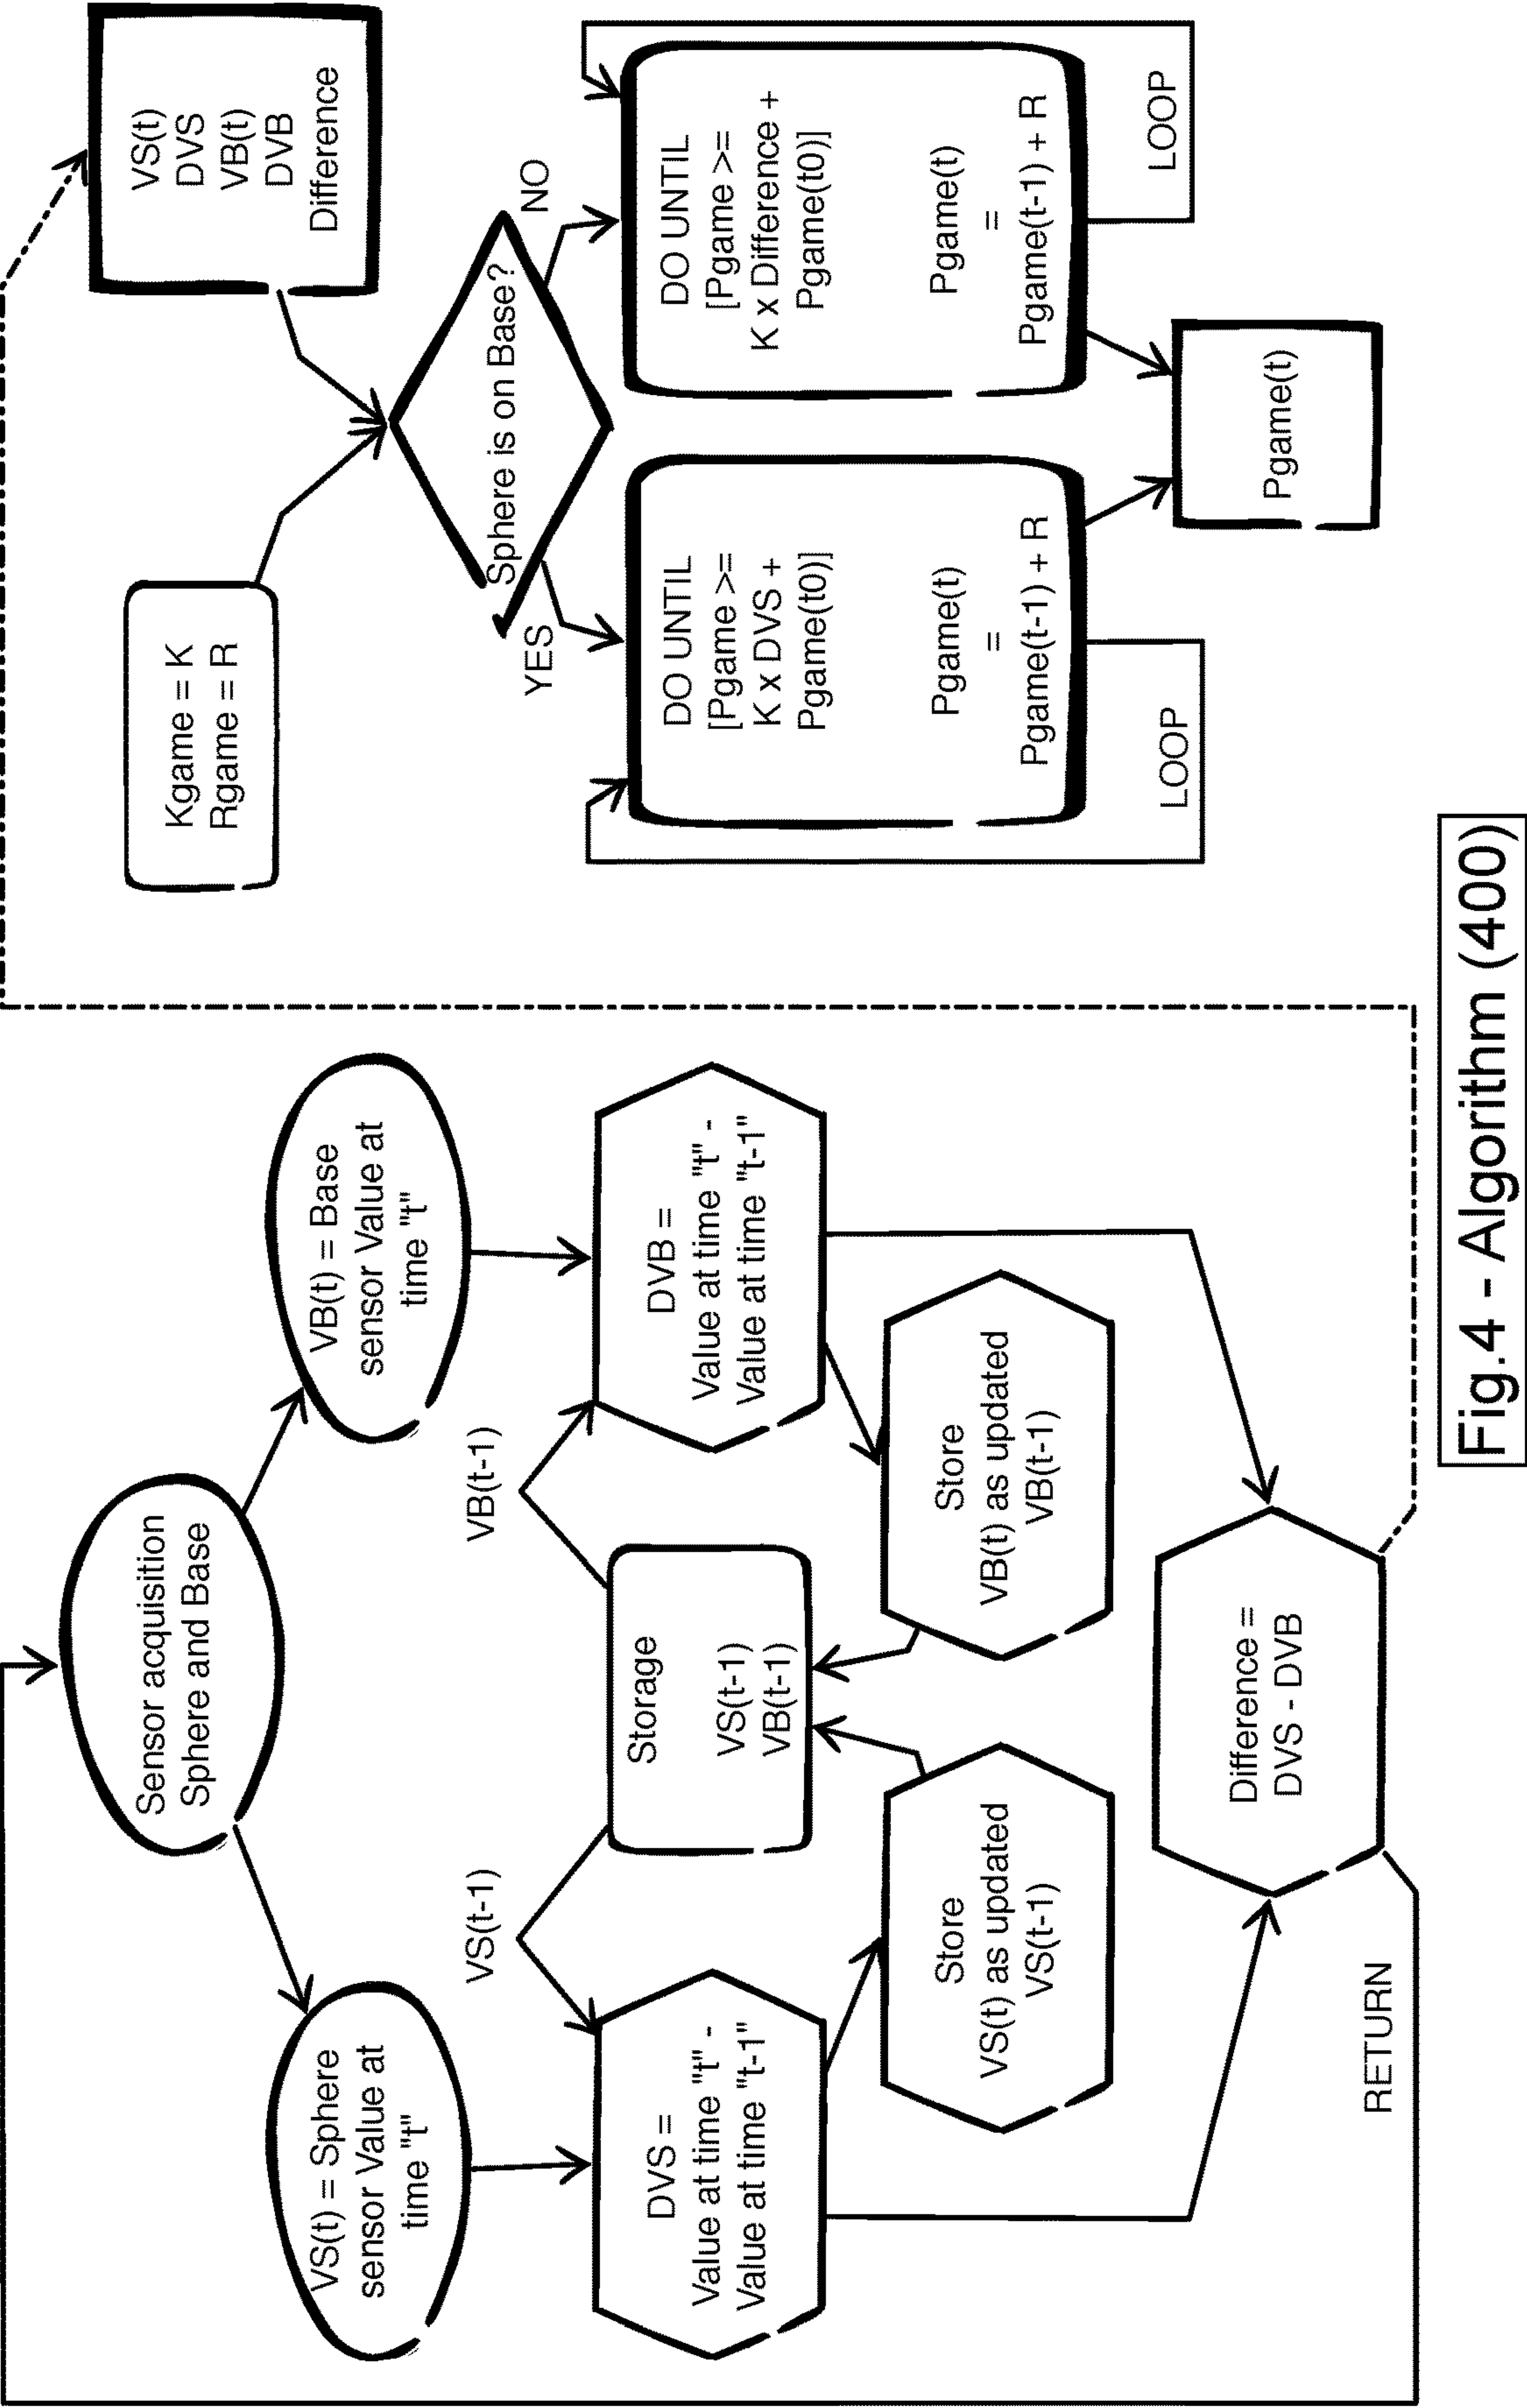 Sensor acquisition
Sphere and Base
VS(t) = Sphere
sensor Value at
time "t"
VB(t) = Base
sensor Value at
time "t"
VS(t-1)
VB(t-1)
DVS =
Value at time "t" -
Value at time "t-1"
Storage
VS(t-1)
VB(t-1)
DVB =
Value at time "t" -
Value at time "t-1"
Store
VS(t) as updated
VS(t-1)
Store
VB(t) as updated
VB(t-1)
Difference =
DVS - DVB
RETURN
Kgame = K
Rgame = R
VS(t)
DVS
VB(t)
DVB
Difference
Sphere is on Base?
YES
NO
DO UNTIL
[Pgame >=
K x DVS +
Pgame(t0)]
Pgame(t)
=
Pgame(t-1) + R
LOOP
DO UNTIL
[Pgame >=
K x Difference +
Pgame(t0)]
Pgame(t)
=
Pgame(t-1) + R
LOOP
Pgame(t)
Fig.4 - Algorithm (400)